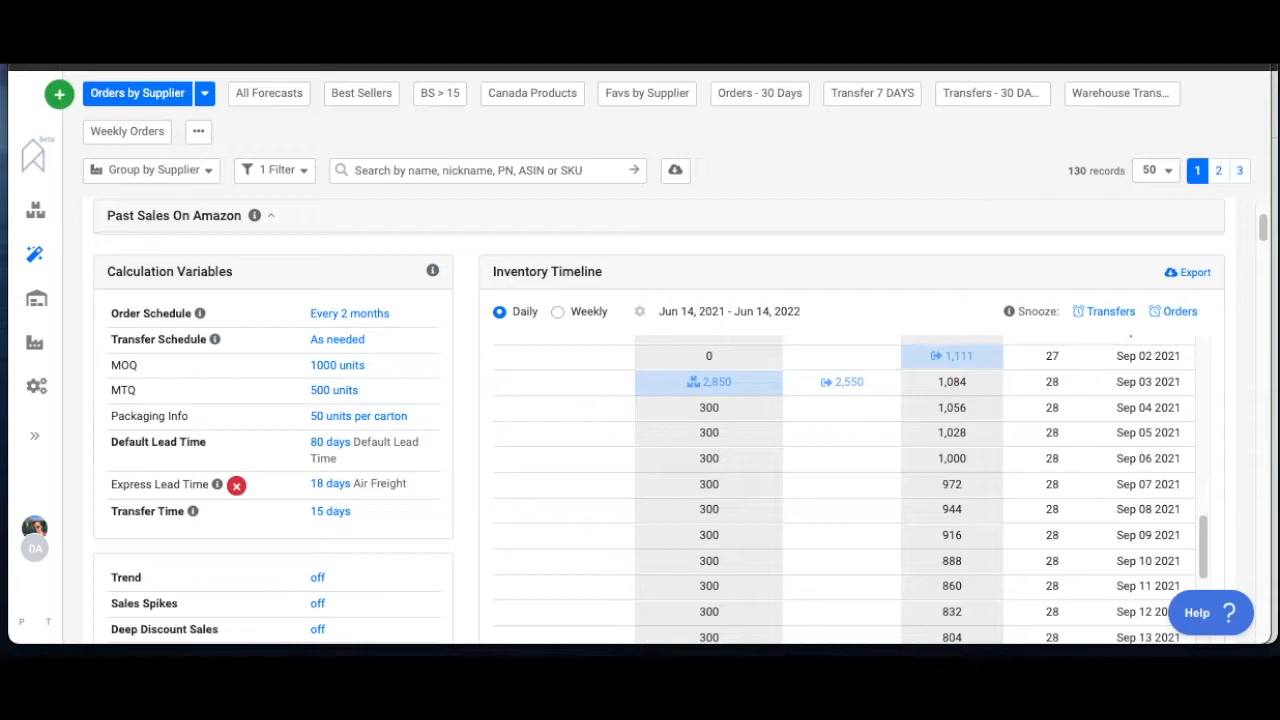 Orders by Supplier
All Forecasts
Best Sellers
BS > 15
Canada Products
Favs by Supplier
Orders - 30 Days
Transfer 7 DAYS
Transfers - 30 DA...
Warehouse Trans...
Weekly Orders
•••
Beta
Group by Supplier
1 Filter
Search by name, nickname, PN, ASIN or SKU
130 records
50
1 2 3
Past Sales On Amazon
Calculation Variables
Order Schedule Every 2 months
Transfer Schedule As needed
MOQ 1000 units
MTQ 500 units
Packaging Info 50 units per carton
Default Lead Time 80 days Default Lead
Time
Express Lead Time 18 days Air Freight
Transfer Time 15 days
Trend off
Sales Spikes off
Deep Discount Sales off
Inventory Timeline
Export
Daily Weekly Jun 14, 2021 - Jun 14, 2022 Snooze: Transfers Orders
0 1,111 27 Sep 02 2021
2,850 2,550 1,084 28 Sep 03 2021
300 1,056 28 Sep 04 2021
300 1,028 28 Sep 05 2021
300 1,000 28 Sep 06 2021
300 972 28 Sep 07 2021
300 944 28 Sep 08 2021
300 916 28 Sep 09 2021
300 888 28 Sep 10 2021
300 860 28 Sep 11 2021
300 832 28 Sep 12 20
300 804 28 Sep 13 2021
Help ?
DA
P T